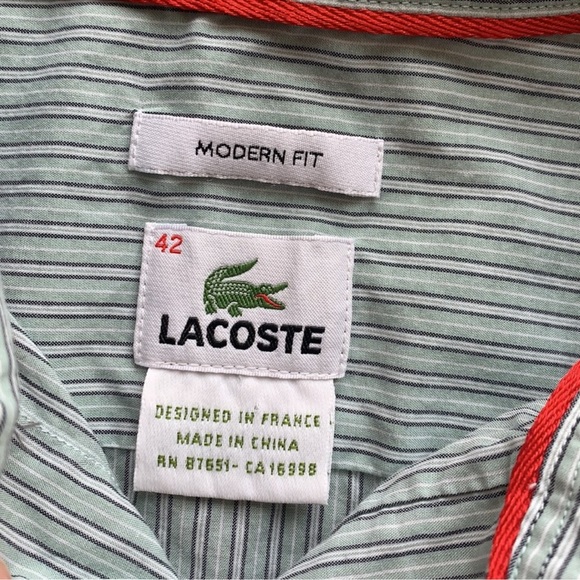 MODERN FIT
42
LACOSTE
DESIGNED IN FRANCE
MADE IN CHINA
RN 87651-CA16998